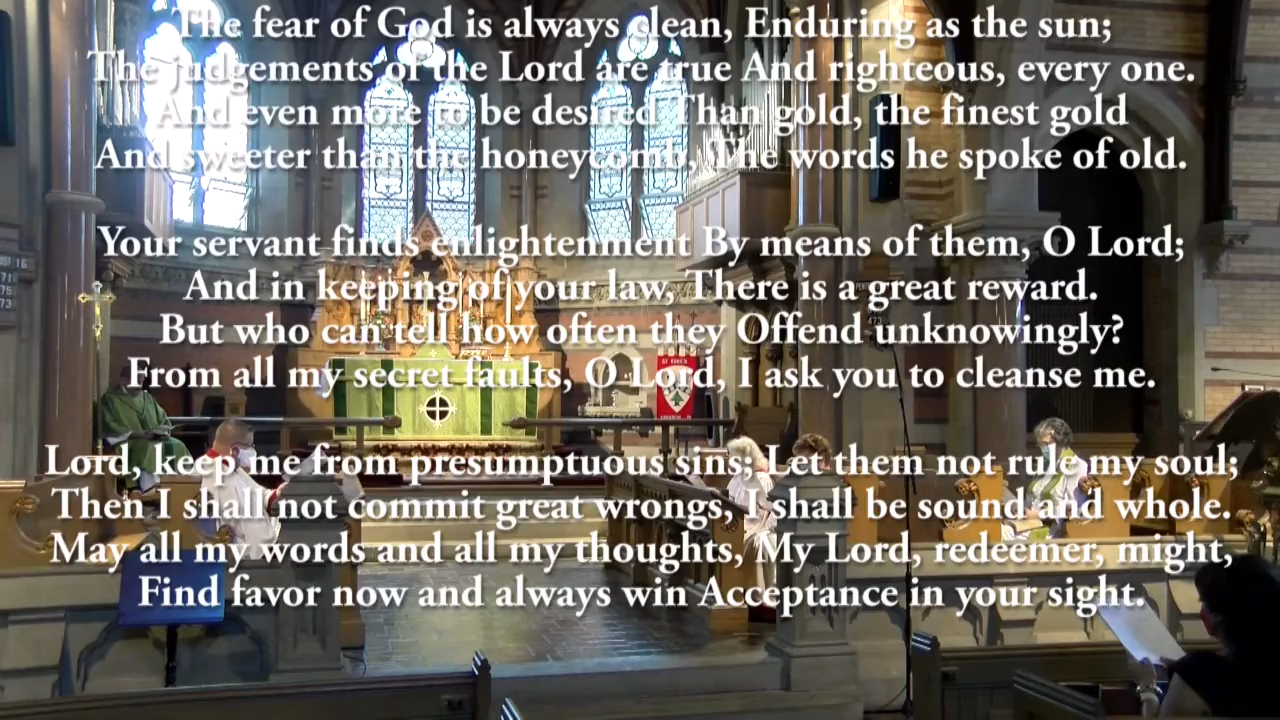 The fear of God is always clean, Enduring as the sun;
The judgements of the Lord are true And righteous, every one.
And even more to be desired Than gold, the finest gold
And sweeter than the honeycomb, The words he spoke of old.
Your servant finds enlightenment By means of them, O Lord;
And in keeping of your law, There is a great reward.
But who can tell how often they Offend unknowingly?
From all my secret faults, O Lord, I ask you to cleanse me.
Lord, keep me from presumptuous sins; Let them not rule my soul;
Then I shall not commit great wrongs, I shall be sound and whole.
May all my words and all my thoughts, My Lord, redeemer, might,
Find favor now and always win Acceptance in your sight.
71
75
73
473